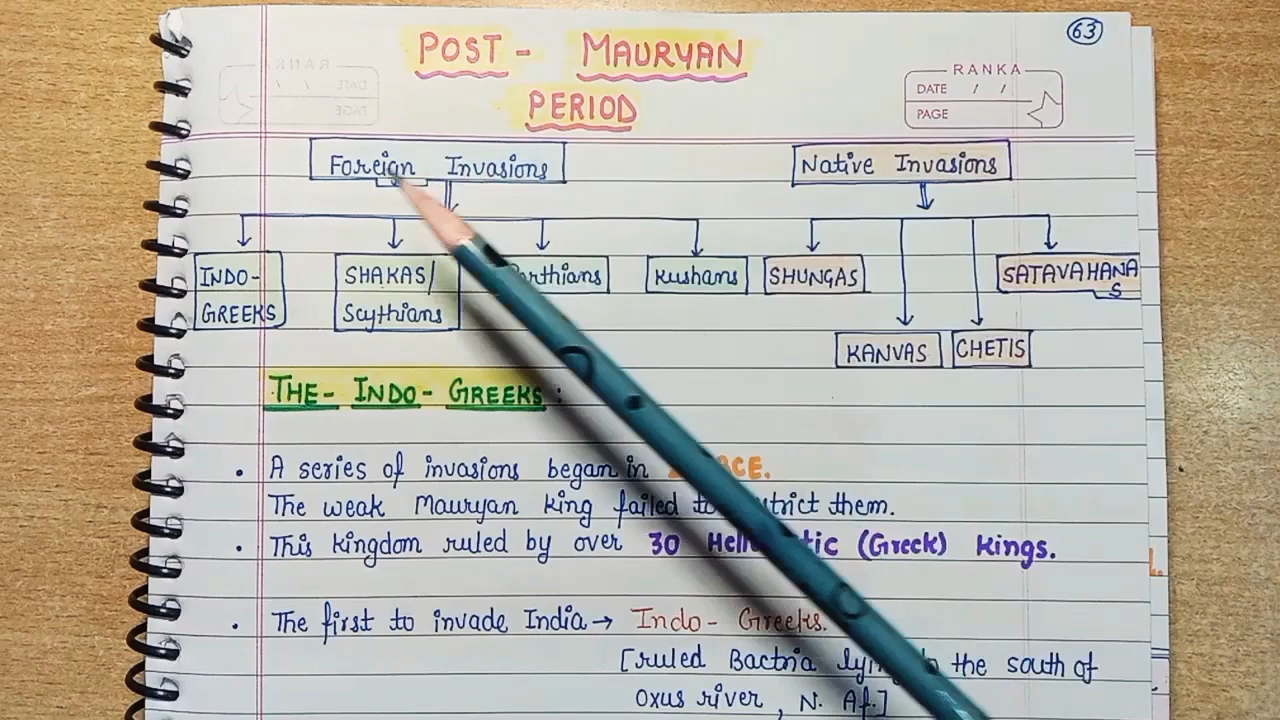 63
POST- MAURYAN
PERIOD
RANKA
DATE / /
PAGE
Foreign Invasions
Native Invasions
INDO-
GREEKS
SHAKAS/
Scythians
Kushans
SHUNGAS
SATAVAHANA
S
KANVAS
CHETIS
THE- INDO- GREEKS:
• A series of invasions began in
The weak Mauryan king failed them.
• This kingdom ruled by over 30 (Greek) kings.
• The first to invade India → Indo- Greeks.
[ruled Bactria the south of
Oxus river, N. Af.]